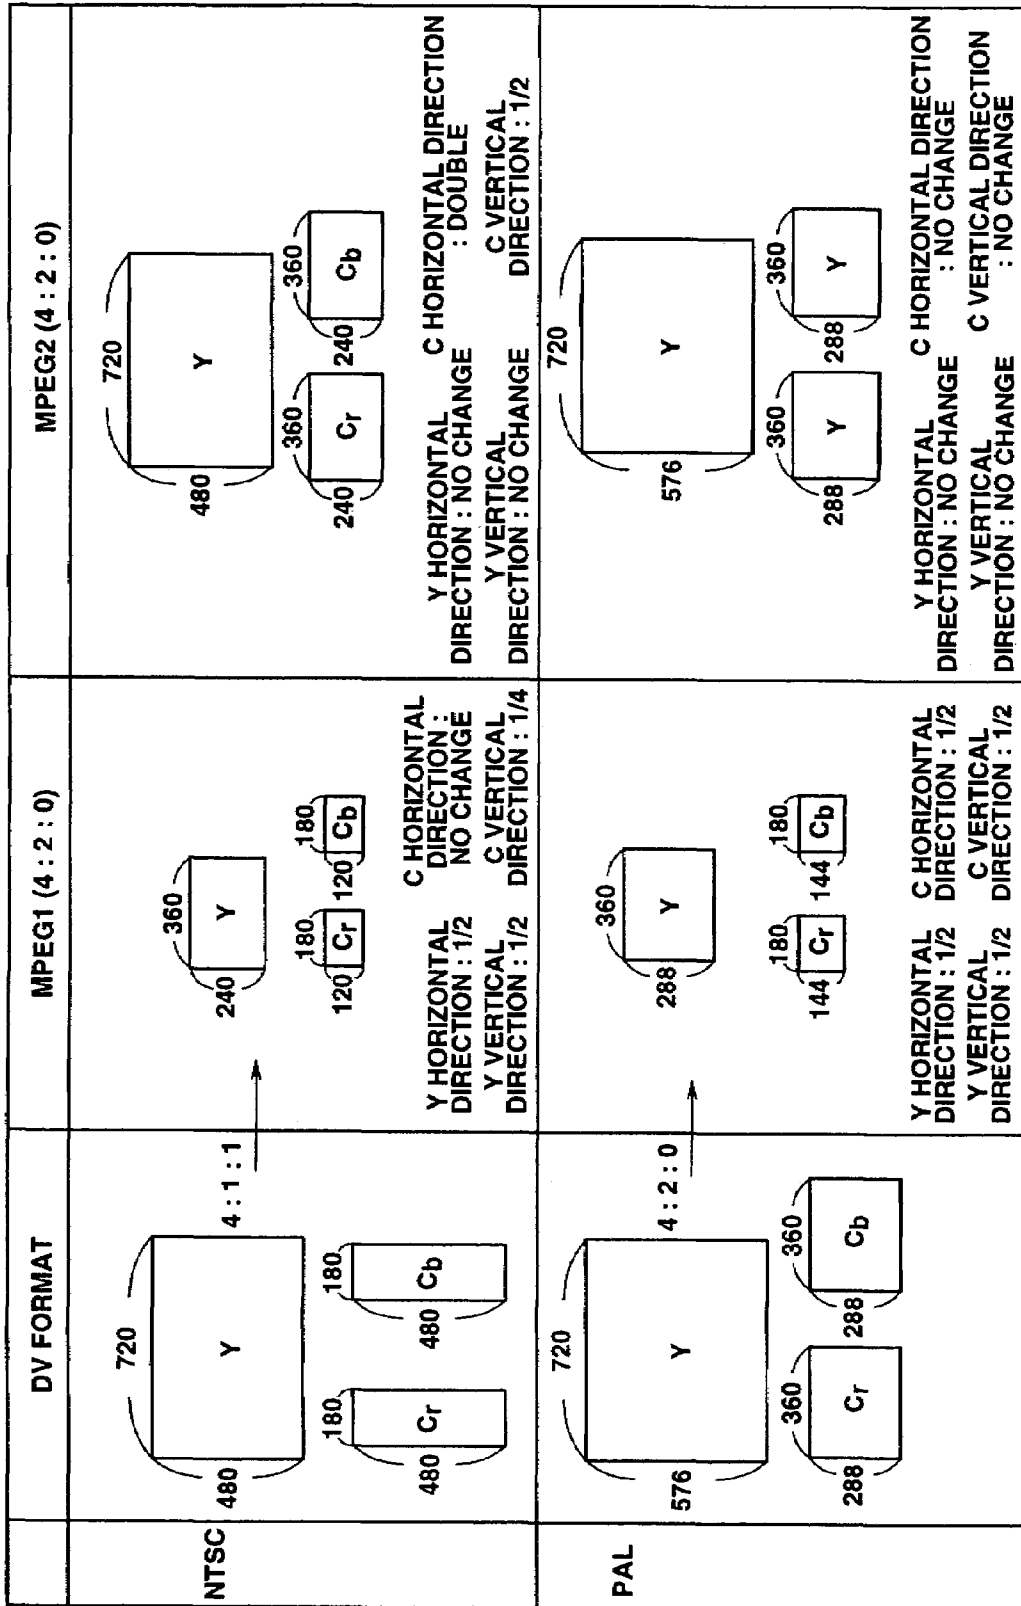 DV FORMAT
MPEG1 (4 : 2 : 0)
MPEG2 (4 : 2 : 0)
NTSC
720
480
Y
4 : 1 : 1
180
480
Cr
180
480
Cb
360
240
Y
180
120
Cr
180
120
Cb
Y HORIZONTAL
DIRECTION : 1/2
Y VERTICAL
DIRECTION : 1/2
C HORIZONTAL
DIRECTION :
NO CHANGE
C VERTICAL
DIRECTION : 1/4
720
480
Y
360
240
Cr
360
240
Cb
Y HORIZONTAL
DIRECTION : NO CHANGE
Y VERTICAL
DIRECTION : NO CHANGE
C HORIZONTAL DIRECTION
: DOUBLE
C VERTICAL
DIRECTION : 1/2
PAL
720
576
Y
4 : 2 : 0
360
288
Cr
360
288
Cb
360
288
Y
180
144
Cr
180
144
Cb
Y HORIZONTAL
DIRECTION : 1/2
Y VERTICAL
DIRECTION : 1/2
C HORIZONTAL
DIRECTION : 1/2
C VERTICAL
DIRECTION : 1/2
720
576
Y
360
288
Y
360
288
Y
Y HORIZONTAL
DIRECTION : NO CHANGE
Y VERTICAL
DIRECTION : NO CHANGE
C HORIZONTAL DIRECTION
: NO CHANGE
C VERTICAL DIRECTION
: NO CHANGE